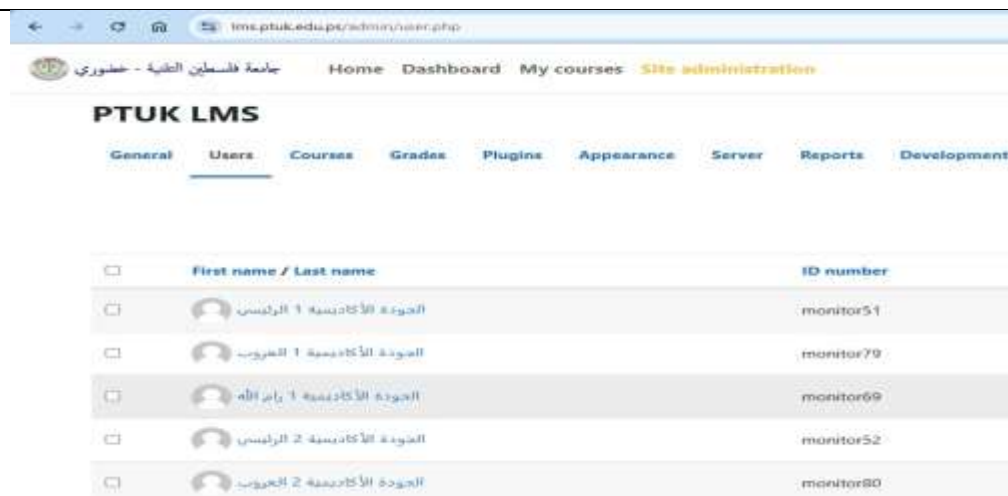 lms.ptuk.edu.ps/admin/user.php
جامعة فلسطين التقنية - خضوري Home Dashboard My courses Site administration
PTUK LMS
General Users Courses Grades Plugins Appearance Server Reports Development
First name / Last name ID number
الجودة الأكاديمية 1 الرئيسي monitor51
الجودة الأكاديمية 1 العروب monitor79
الجودة الأكاديمية 1 رام الله monitor69
الجودة الأكاديمية 2 الرئيسي monitor52
الجودة الأكاديمية 2 العروب monitor80